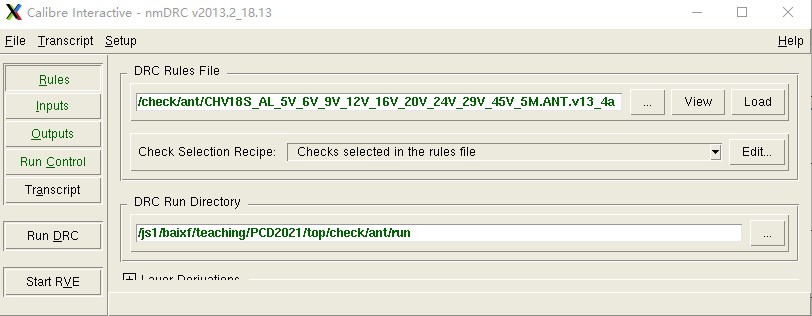 Calibre Interactive - nmDRC v2013.2_18.13
File Transcript Setup Help
Rules
Inputs
Outputs
Run Control
Transcript
Run DRC
Start RVE
DRC Rules File
/check/ant/CHV18S_AL_5V_6V_9V_12V_16V_20V_24V_29V_45V_5M.ANT.v13_4a ... View Load
Check Selection Recipe: Checks selected in the rules file Edit...
DRC Run Directory
/js1/baixf/teaching/PCD2021/top/check/ant/run ...
Layer Derivations